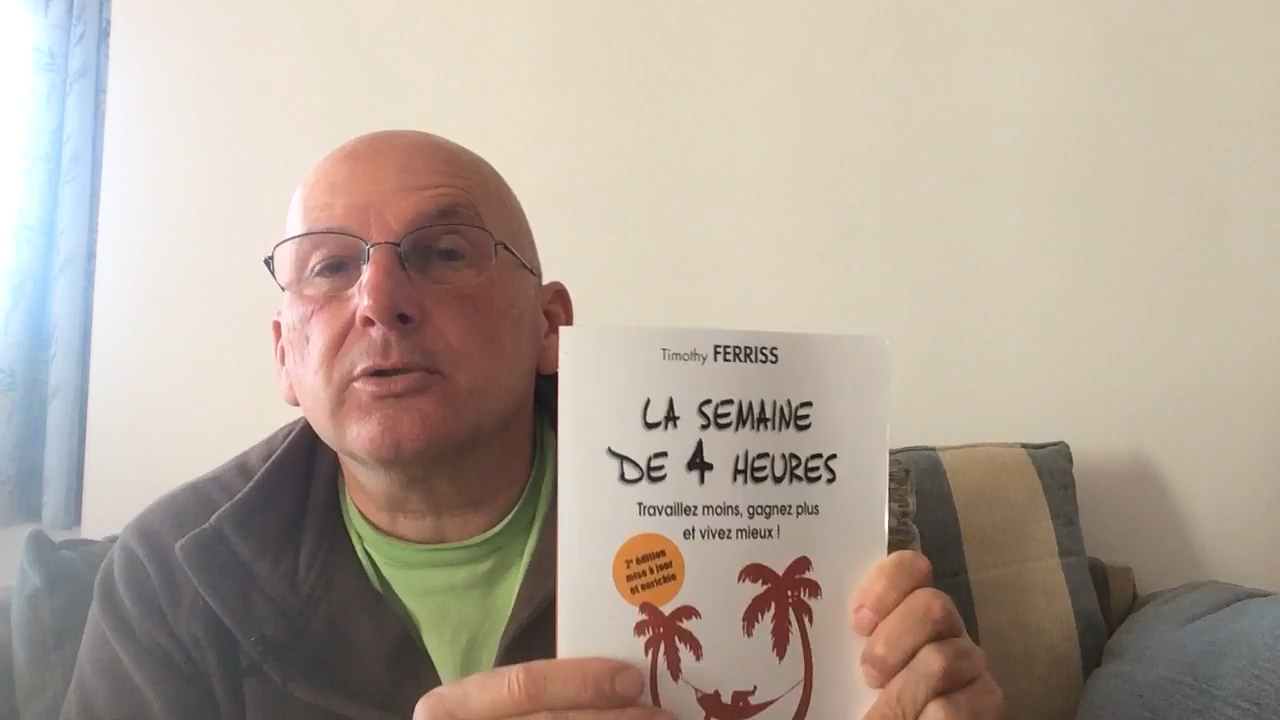 Timothy FERRISS
LA SEMAINE
DE 4 HEURES
Travaillez moins, gagnez plus
et vivez mieux !
2e édition
mise à jour
et enrichie